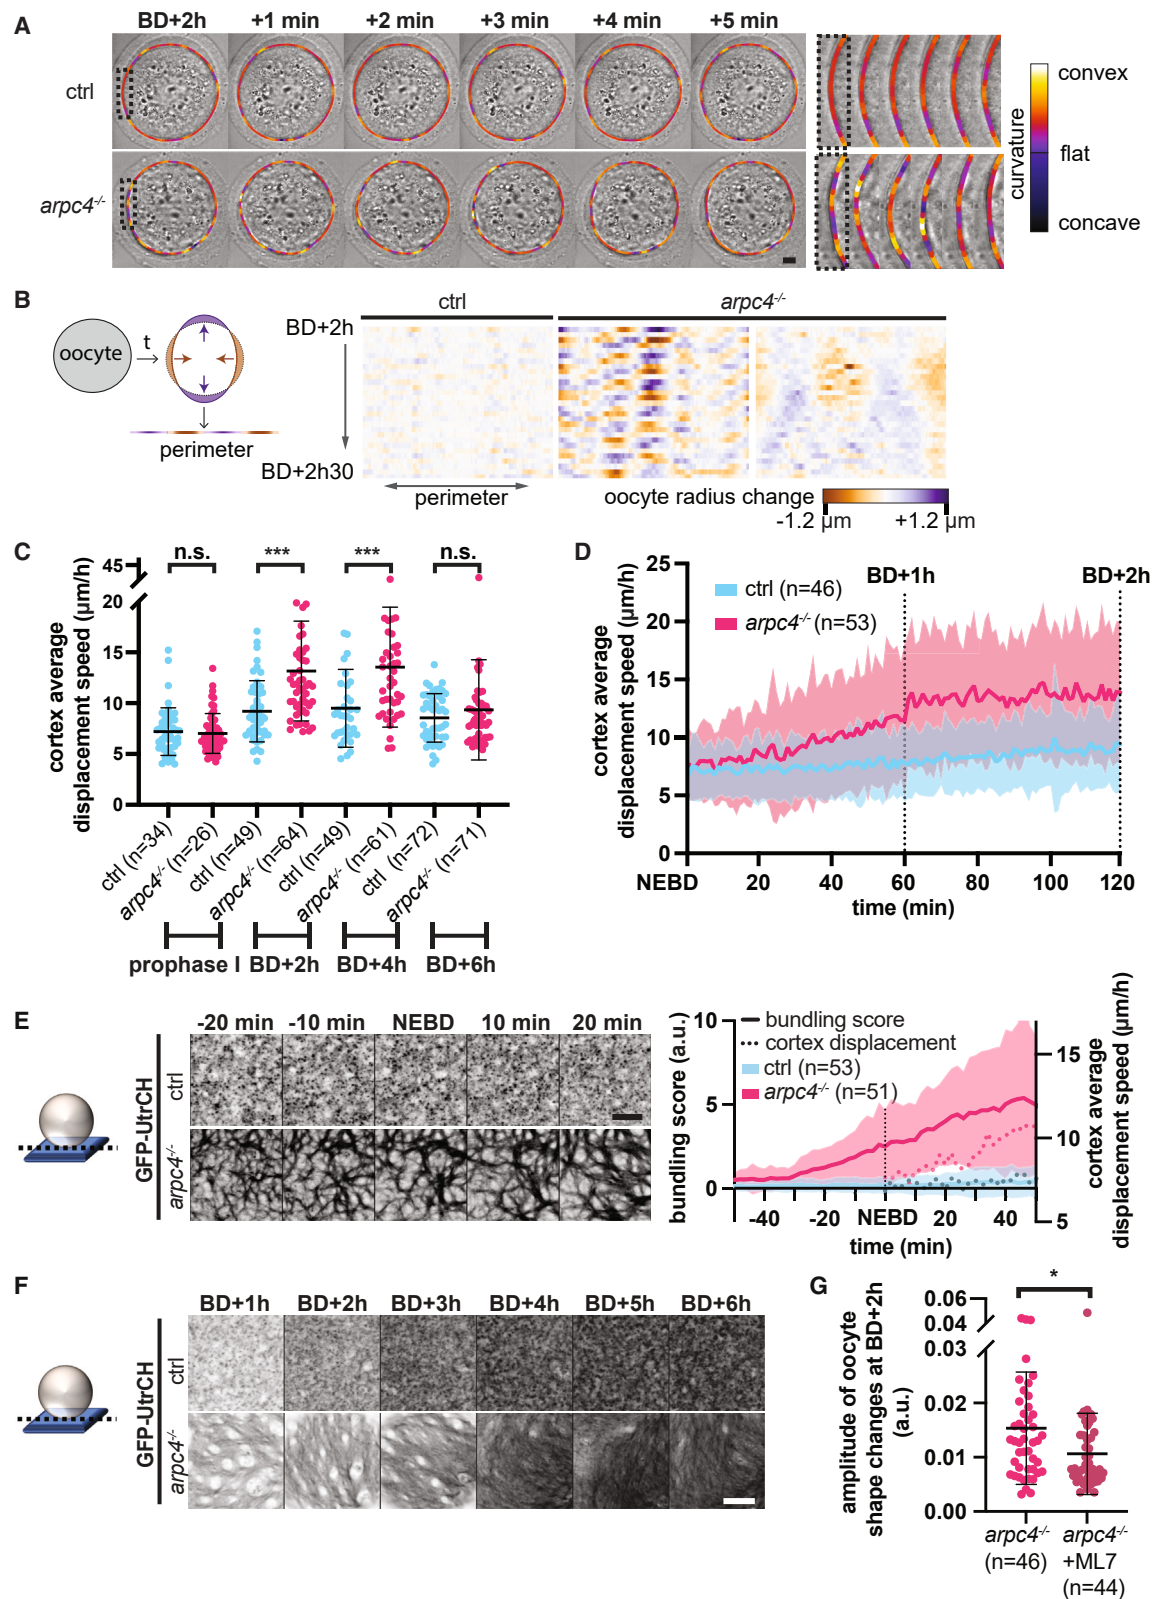 A
BD+2h +1 min +2 min +3 min +4 min +5 min
ctrl
arpc4-/-
convex
flat
concave
curvature
B
ctrl
arpc4-/-
oocyte
t
perimeter
BD+2h
BD+2h30
perimeter
oocyte radius change
-1.2 µm
+1.2 µm
C
cortex average
displacement speed (µm/h)
45
20
15
10
5
0
n.s. *** *** n.s.
ctrl (n=34)
arpc4-/- (n=26)
ctrl (n=49)
arpc4-/- (n=64)
ctrl (n=49)
arpc4-/- (n=61)
ctrl (n=72)
arpc4-/- (n=71)
prophase I BD+2h BD+4h BD+6h
D
cortex average
displacement speed (µm/h)
25
20
15
10
5
0
ctrl (n=46)
arpc4-/- (n=53)
BD+1h
BD+2h
NEBD 20 40 60 80 100 120
time (min)
E
-20 min -10 min NEBD 10 min 20 min
GFP-UtrCH
ctrl
arpc4-/-
bundling score (a.u.)
10
5
0
bundling score
cortex displacement
ctrl (n=53)
arpc4-/- (n=51)
15
10
5
cortex average
displacement speed (µm/h)
-40 -20 NEBD 20 40
time (min)
F
BD+1h BD+2h BD+3h BD+4h BD+5h BD+6h
GFP-UtrCH
ctrl
arpc4-/-
G
amplitude of oocyte
shape changes at BD+2h
(a.u.)
0.06
0.04
0.03
0.02
0.01
0.00
*
arpc4-/-
(n=46)
arpc4-/-
+ML7
(n=44)